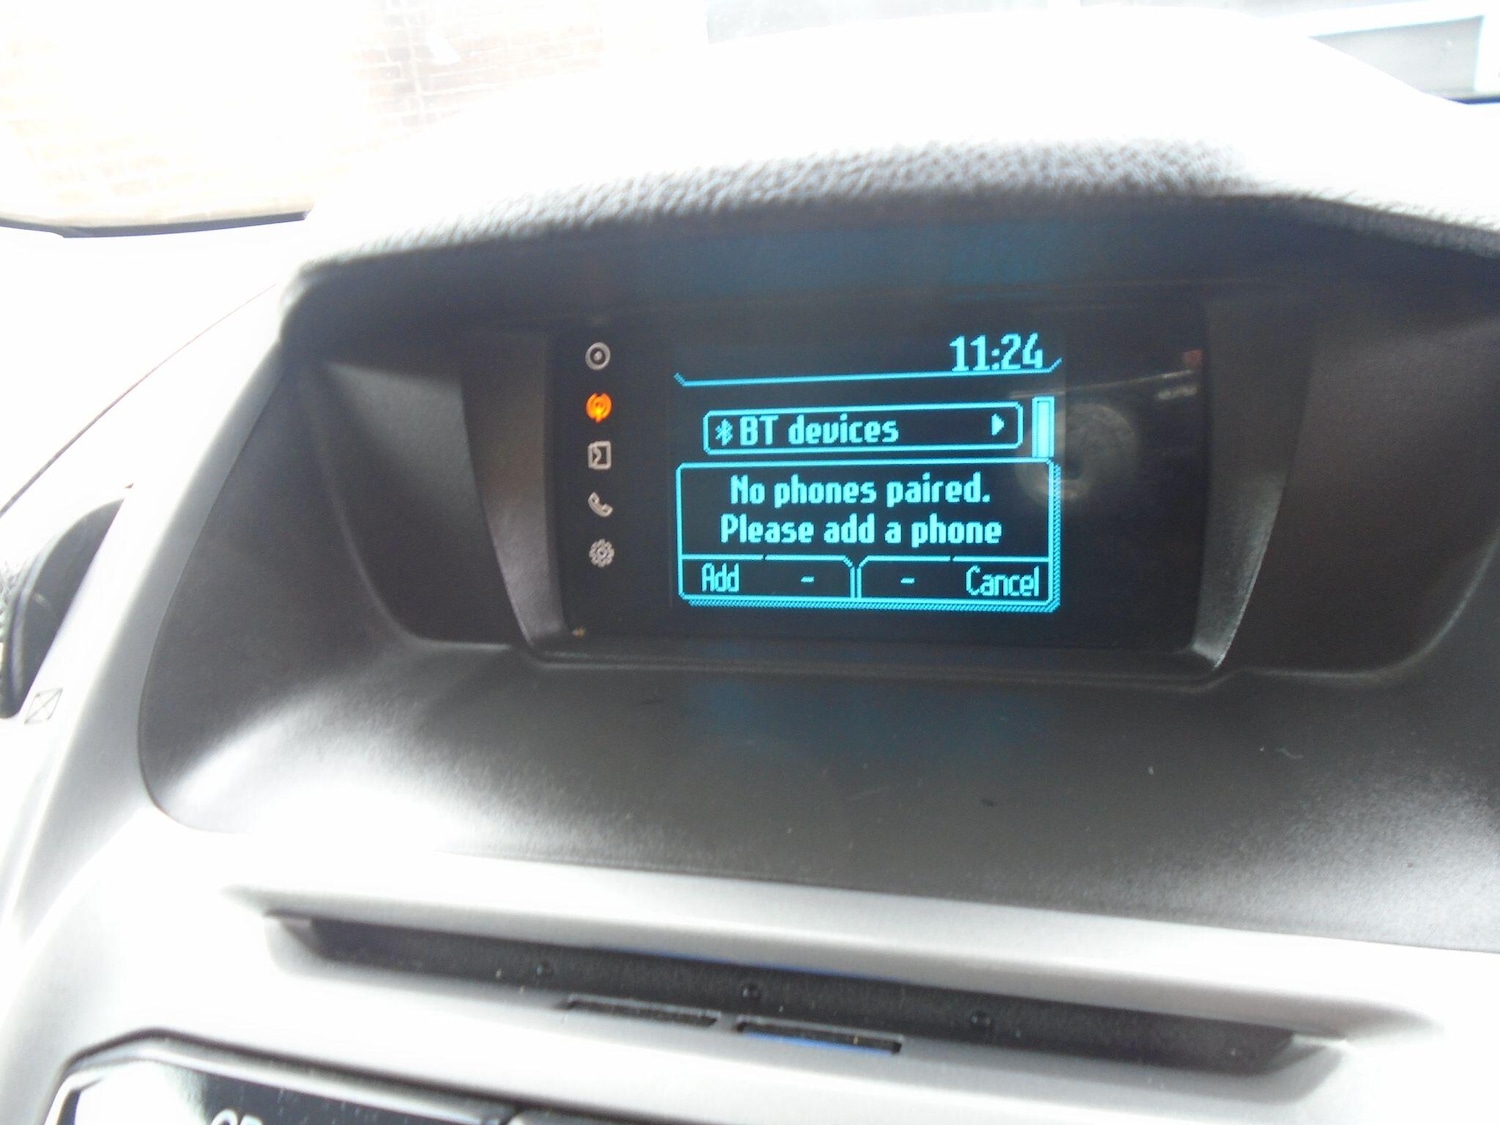 11:24
BT devices
No phones paired.
Please add a phone
Add - - Cancel